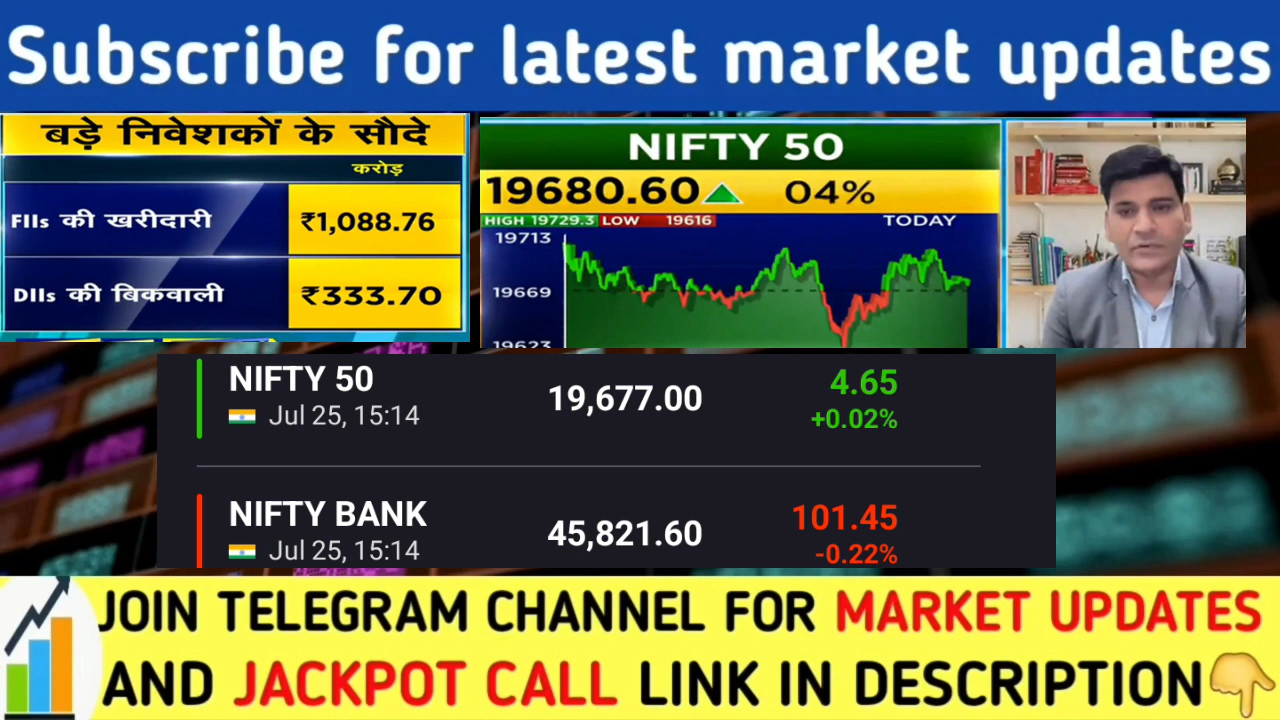 Subscribe for latest market updates
बड़े निवेशकों के सौदे
करोड़
FIIs की खरीदारी ₹1,088.76
DIIs की बिकवाली ₹333.70
NIFTY 50
19680.60 04%
HIGH 19729.3 LOW 19616 TODAY
19713
19669
19623
NIFTY 50 19,677.00 4.65
Jul 25, 15:14 +0.02%
NIFTY BANK 45,821.60 101.45
Jul 25, 15:14 -0.22%
JOIN TELEGRAM CHANNEL FOR MARKET UPDATES
AND JACKPOT CALL LINK IN DESCRIPTION👇